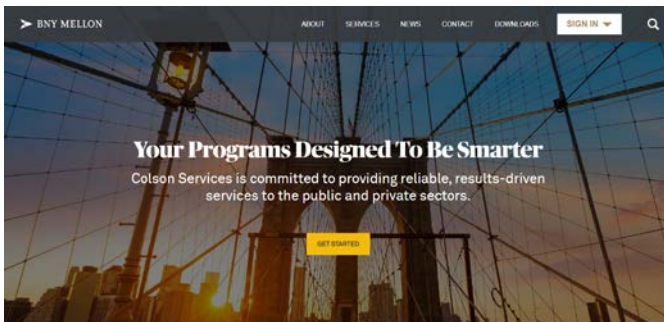 BNY MELLON
ABOUT SERVICES NEWS CONTACT DOWNLOADS SIGN IN
Your Programs Designed To Be Smarter
Colson Services is committed to providing reliable, results-driven
services to the public and private sectors.
GET STARTED